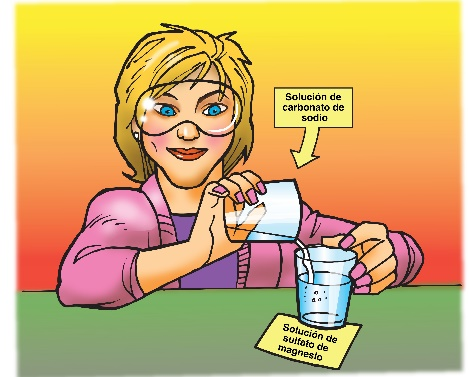 Solución de
carbonato de
sodio
Solución de
sulfato de
magnesio